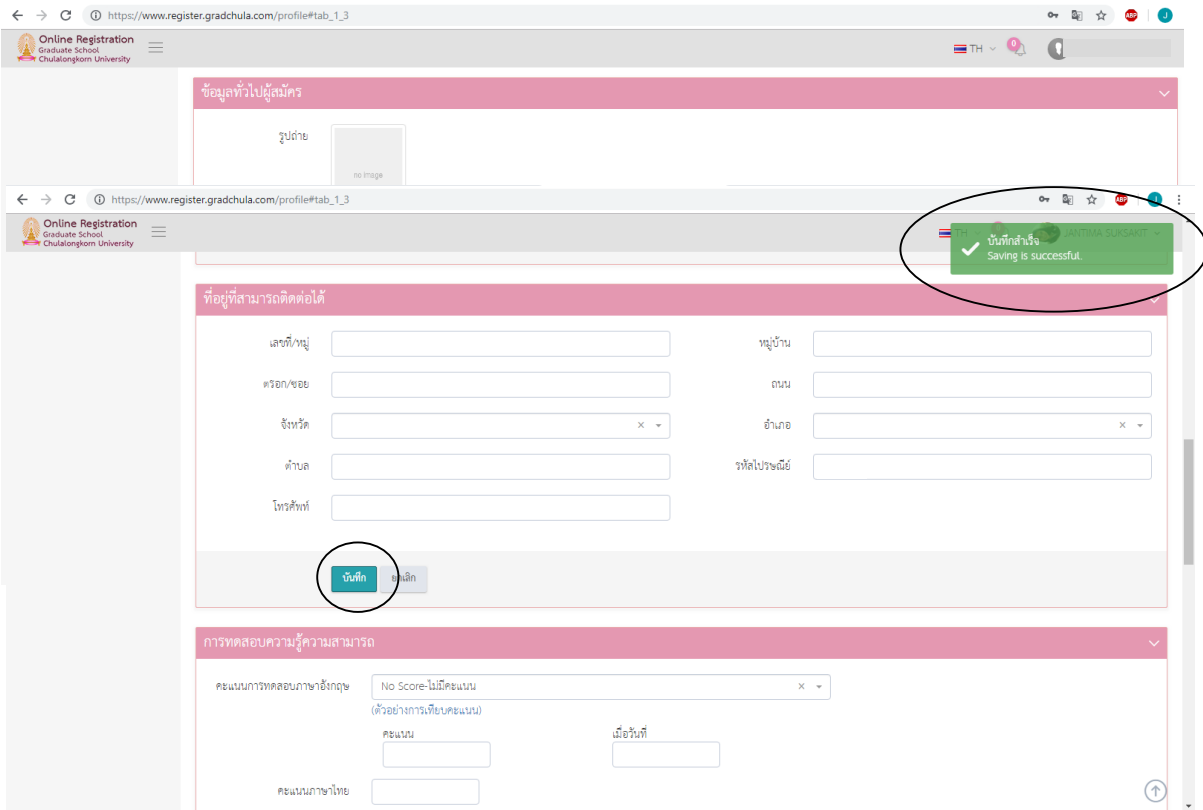 https://www.register.gradchula.com/profile#tab_1_3
ABP
J
Online Registration
Graduate School
Chulalongkorn University
TH
0
ข้อมูลทั่วไปผู้สมัคร
รูปถ่าย
no image
https://www.register.gradchula.com/profile#tab_1_3
ABP
J
Online Registration
Graduate School
Chulalongkorn University
TH
JANTIMA SUKSAKIT
บันทึกสำเร็จ
Saving is successful.
ที่อยู่ที่สามารถติดต่อได้
เลขที่/หมู่
หมู่บ้าน
ตรอก/ซอย
ถนน
จังหวัด
อำเภอ
ตำบล
รหัสไปรษณีย์
โทรศัพท์
บันทึก
ยกเลิก
การทดสอบความรู้ความสามารถ
คะแนนการทดสอบภาษาอังกฤษ
No Score-ไม่มีคะแนน
(ตัวอย่างการเทียบคะแนน)
คะแนน
เมื่อวันที่
คะแนนภาษาไทย